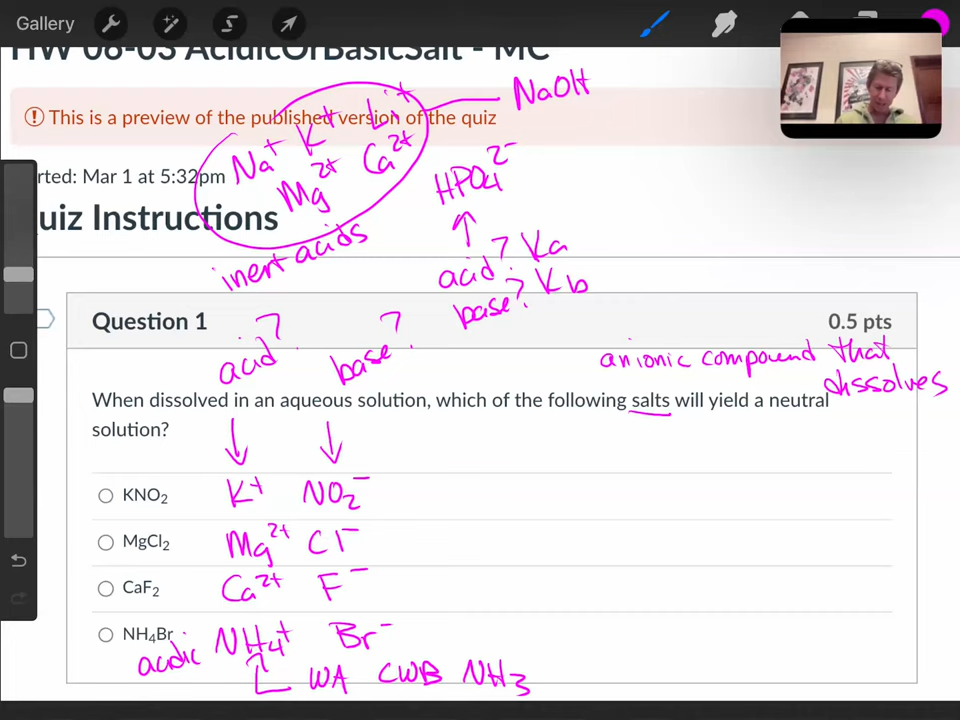 Gallery
HW 06-03 AcidicOrBasicSalt - MC
This is a preview of the published version of the quiz
NaOH
Na+ K+ Li+
Mg2+ Ca2+
HPO42-
rted: Mar 1 at 5:32pm
uiz Instructions
inert acids
acid? Ka
base? Kb
Question 1
0.5 pts
acid?
base?
anionic compound that
dissolves
When dissolved in an aqueous solution, which of the following salts will yield a neutral
solution?
KNO2 K+ NO2-
MgCl2 Mg2+ Cl-
CaF2 Ca2+ F-
NH4Br NH4+ Br-
acidic
WA CWB NH3